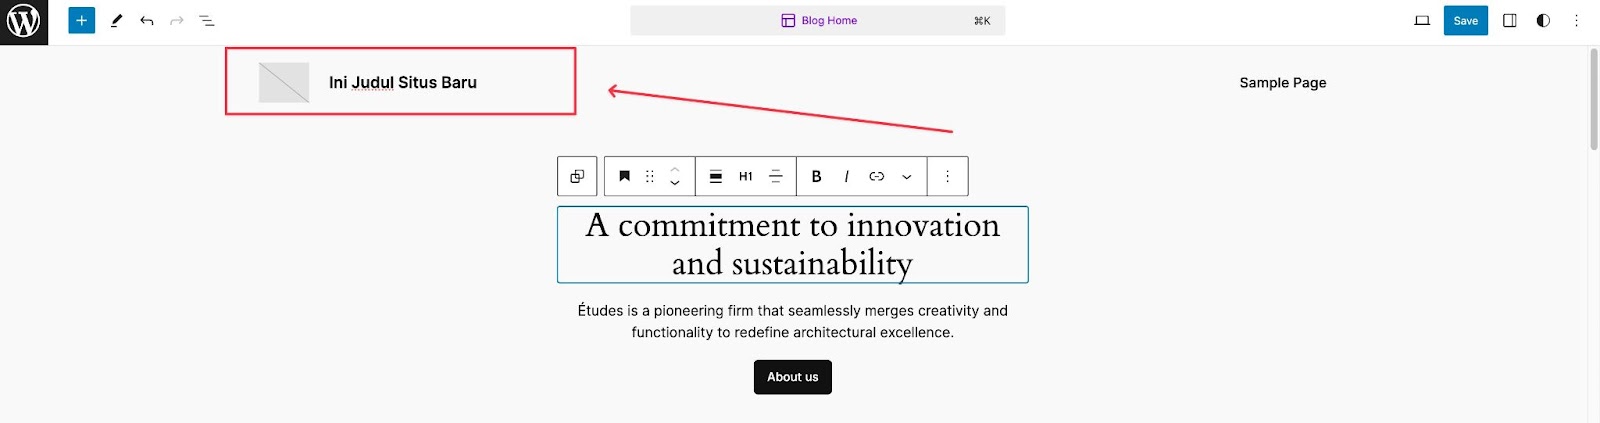 Blog Home
⌘K
Save
Ini Judul Situs Baru
Sample Page
H1
B
I
A commitment to innovation
and sustainability
Études is a pioneering firm that seamlessly merges creativity and
functionality to redefine architectural excellence.
About us